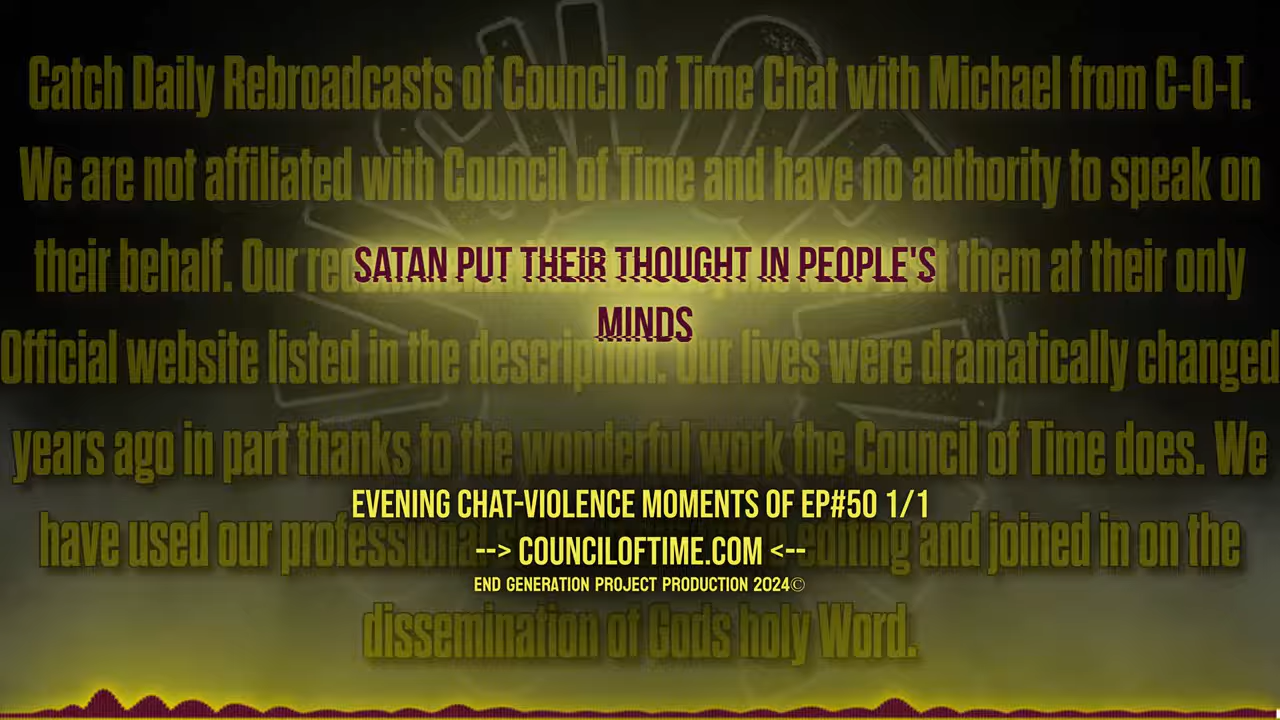 Catch Daily Rebroadcasts of Council of Time Chat with Michael from C-O-T.
We are not affiliated with Council of Time and have no authority to speak on
their behalf. Our them at their only
SATAN PUT THEIR THOUGHT IN PEOPLE'S
MINDS
Official website listed in the description. Our lives were dramatically changed
years ago in part thanks to the wonderful work the Council of Time does. We
EVENING CHAT-VIOLENCE MOMENTS OF EP#50 1/1
have used our editing and joined in on the
--> COUNCILOFTIME.COM <--
END GENERATION PROJECT PRODUCTION 2024©
dissemination of Gods holy Word.